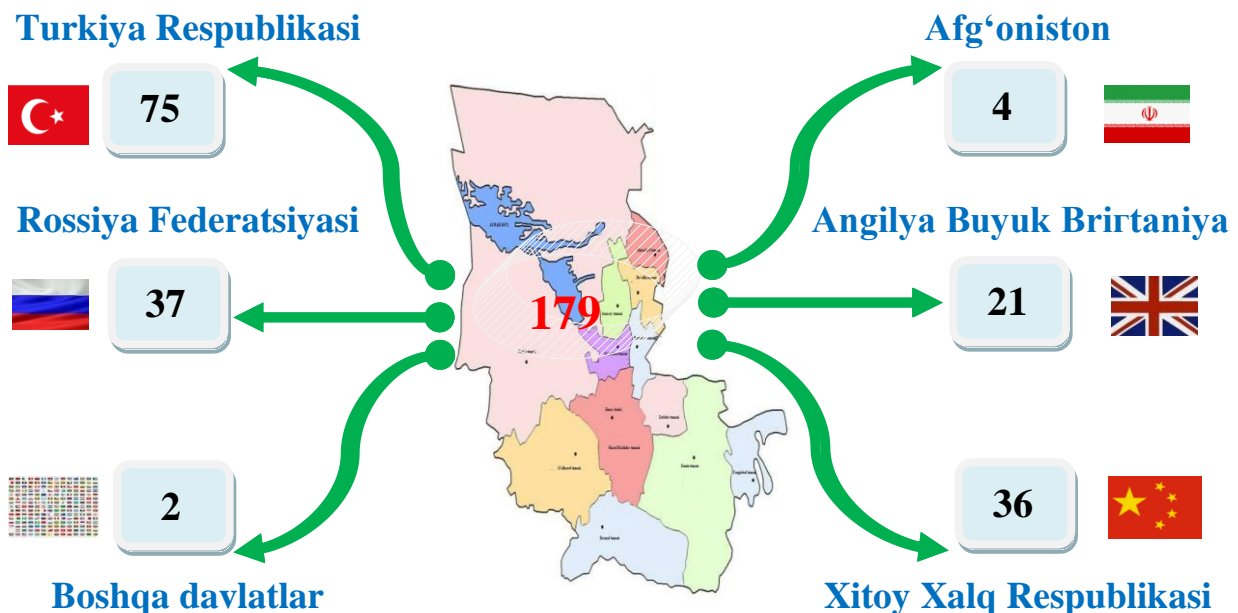 Turkiya Respublikasi
Afg‘oniston
75
4
Rossiya Federatsiyasi
Angilya Buyuk Briгtaniya
37
21
179
2
36
Boshqa davlatlar
Xitoy Xalq Respublikasi